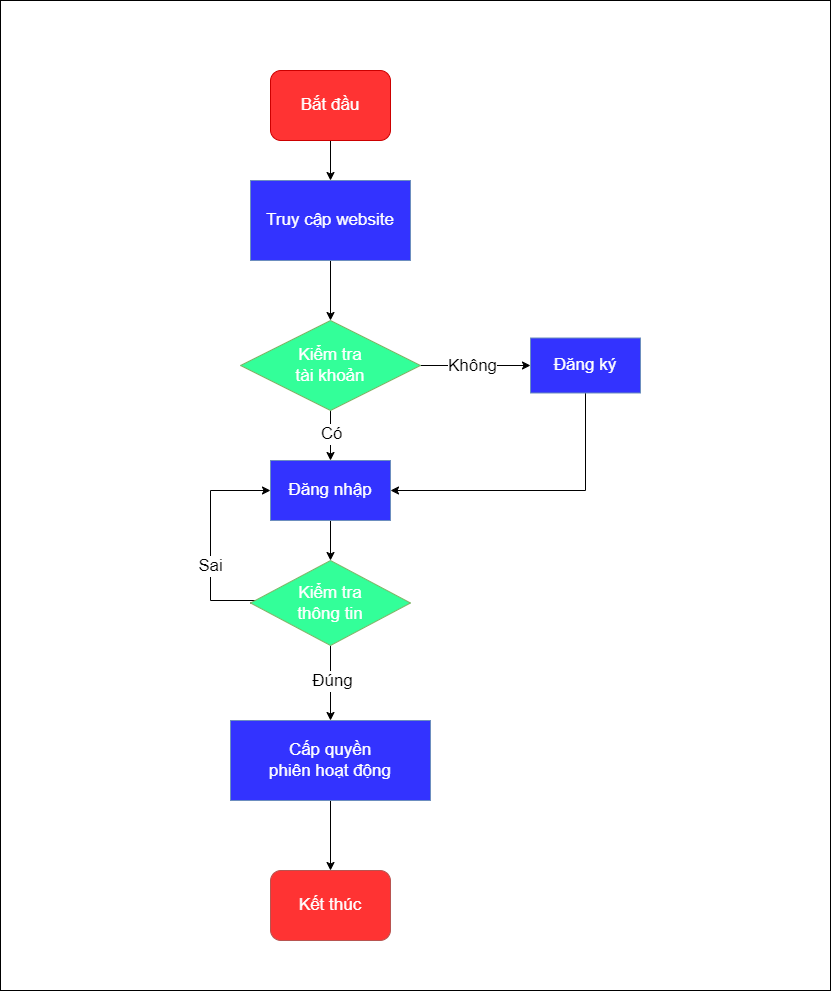 Bắt đầu
Truy cập website
Kiểm tra
tài khoản
Không
Đăng ký
Có
Đăng nhập
Sai
Kiểm tra
thông tin
Đúng
Cấp quyền
phiên hoạt động
Kết thúc